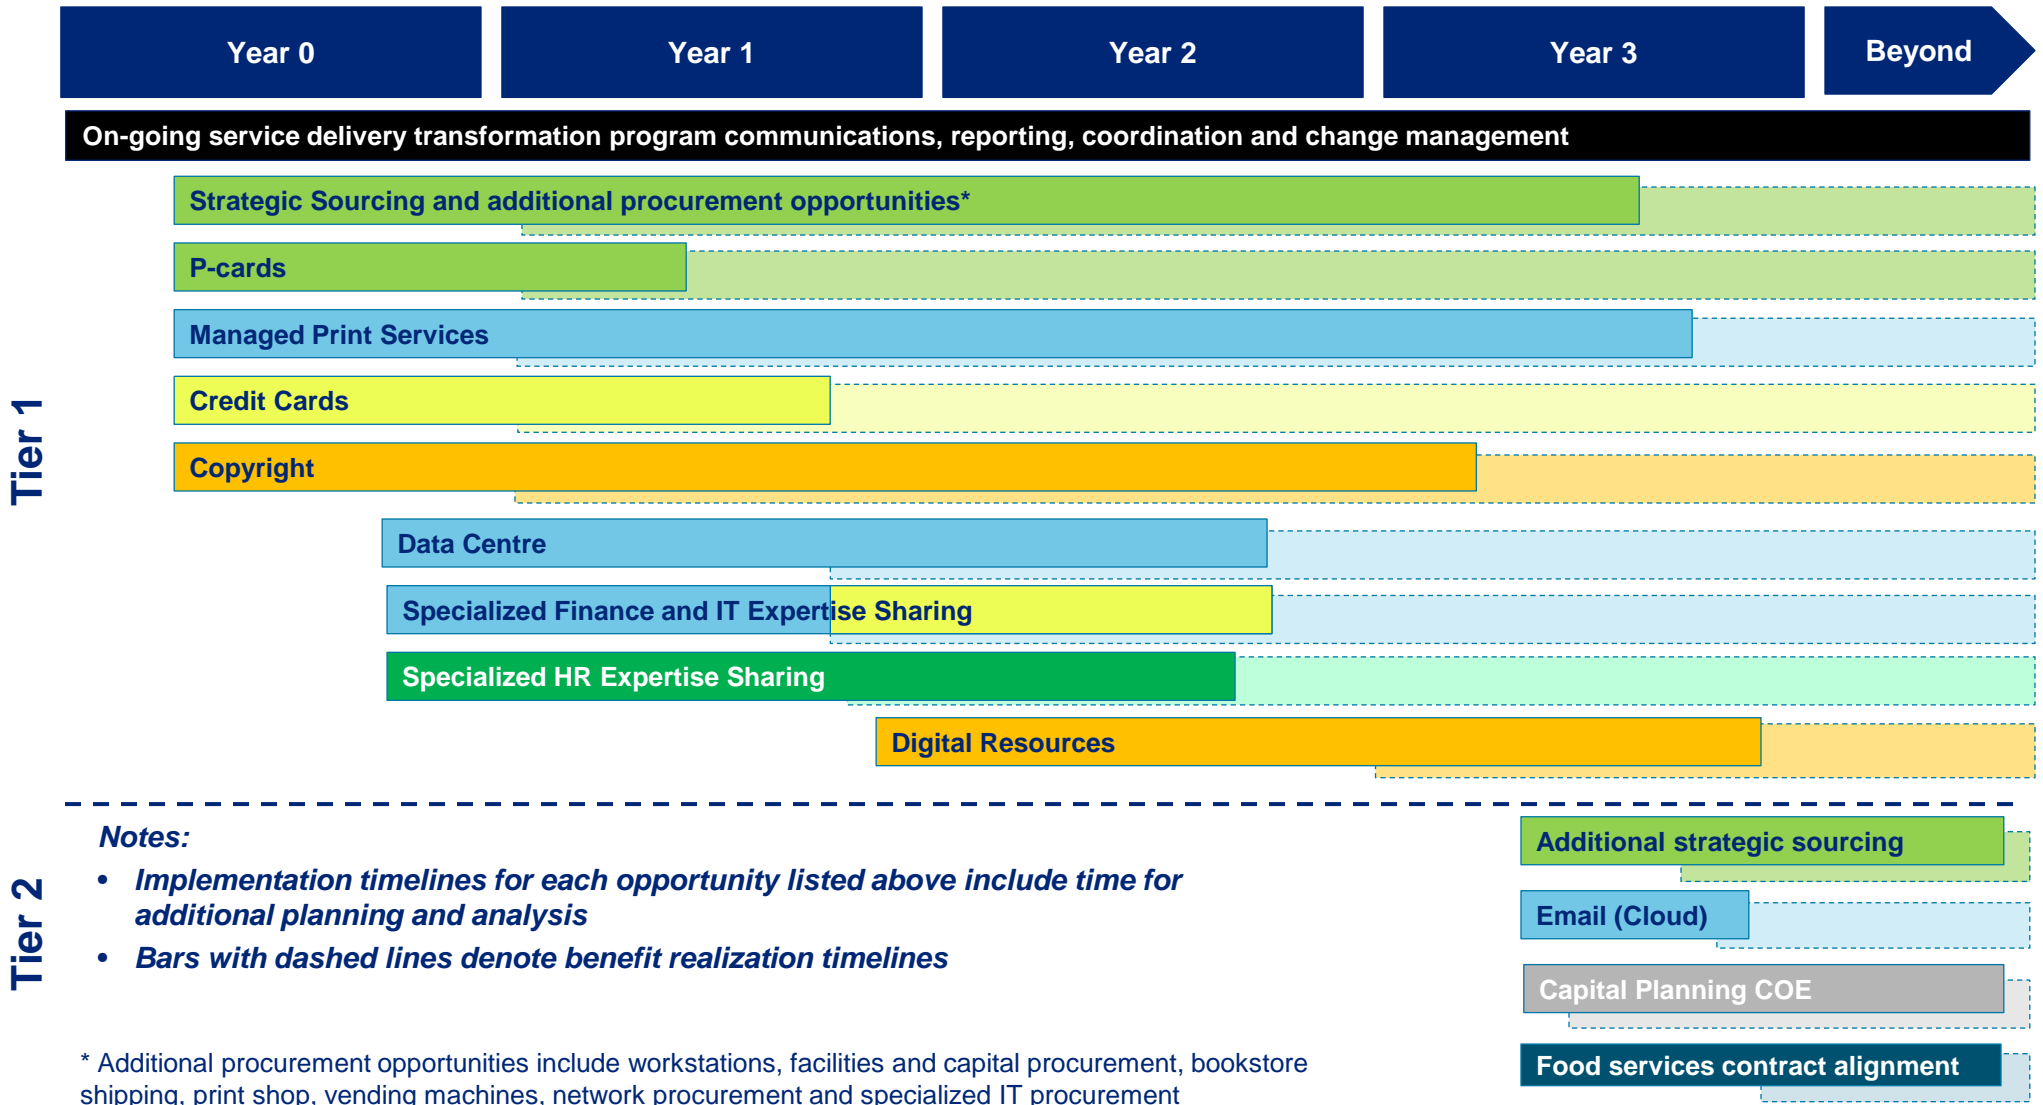 Year 0
Year 1
Year 2
Year 3
Beyond
On-going service delivery transformation program communications, reporting, coordination and change management
Tier 1
Strategic Sourcing and additional procurement opportunities*
P-cards
Managed Print Services
Credit Cards
Copyright
Data Centre
Specialized Finance and IT Expertise Sharing
Specialized HR Expertise Sharing
Digital Resources
Tier 2
Notes:
• Implementation timelines for each opportunity listed above include time for
additional planning and analysis
• Bars with dashed lines denote benefit realization timelines
Additional strategic sourcing
Email (Cloud)
Capital Planning COE
Food services contract alignment
* Additional procurement opportunities include workstations, facilities and capital procurement, bookstore
shipping, print shop, vending machines, network procurement and specialized IT procurement